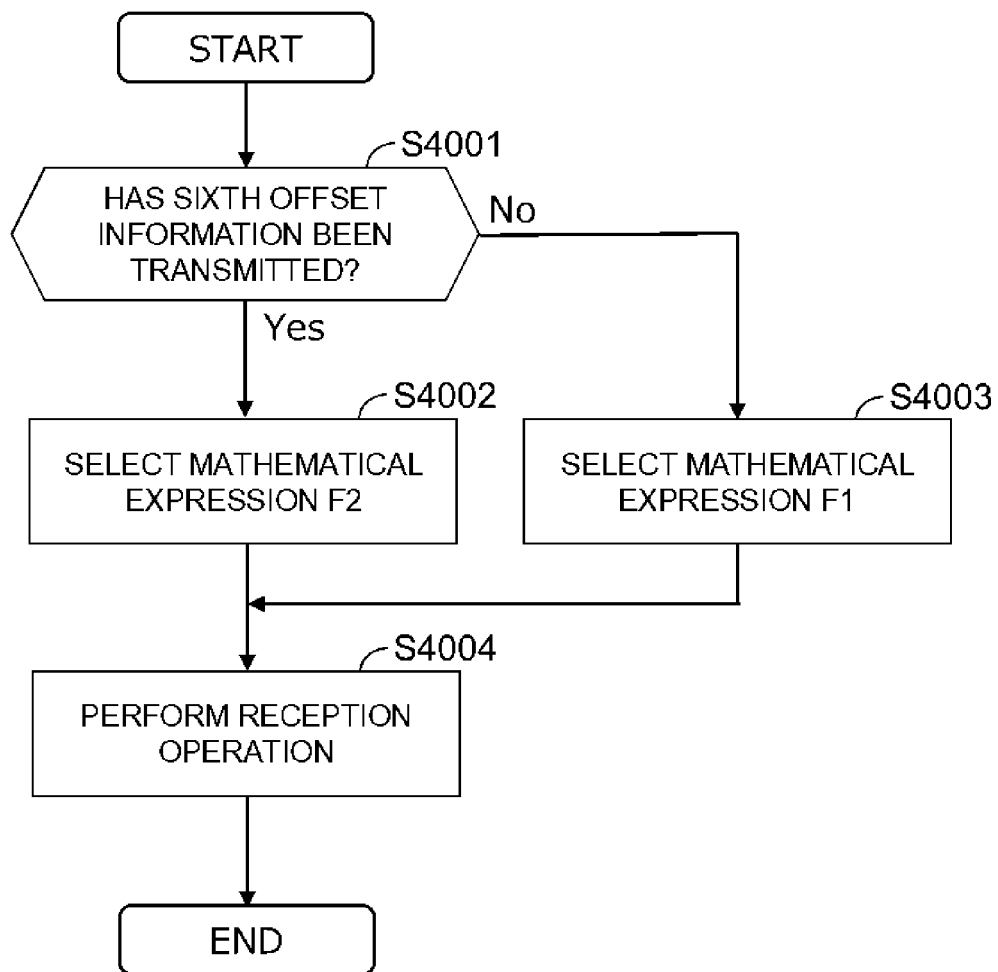 START
S4001
HAS SIXTH OFFSET
INFORMATION BEEN
TRANSMITTED?
No
Yes
S4002
SELECT MATHEMATICAL
EXPRESSION F2
S4003
SELECT MATHEMATICAL
EXPRESSION F1
S4004
PERFORM RECEPTION
OPERATION
END